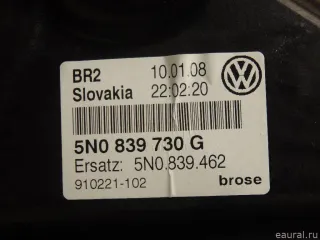 BR2 10.01.08
Slovakia 22:02.20
5N0 839 730 G
Ersatz: 5N0.839.462
910221-102 brose
© eaural.ru